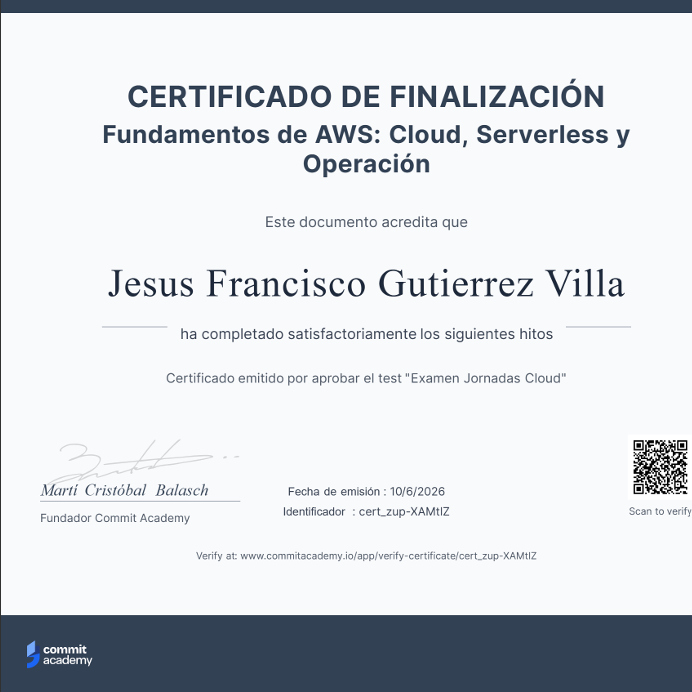 CERTIFICADO DE FINALIZACIÓN
Fundamentos de AWS: Cloud, Serverless y
Operación
Este documento acredita que
Jesus Francisco Gutierrez Villa
ha completado satisfactoriamente los siguientes hitos
Certificado emitido por aprobar el test "Examen Jornadas Cloud"
Martí Cristóbal Balasch
Fundador Commit Academy
Fecha de emisión : 10/6/2026
Identificador : cert_zup-XAMtIZ
Scan to verify
Verify at: www.commitacademy.io/app/verify-certificate/cert_zup-XAMtIZ
commit
academy